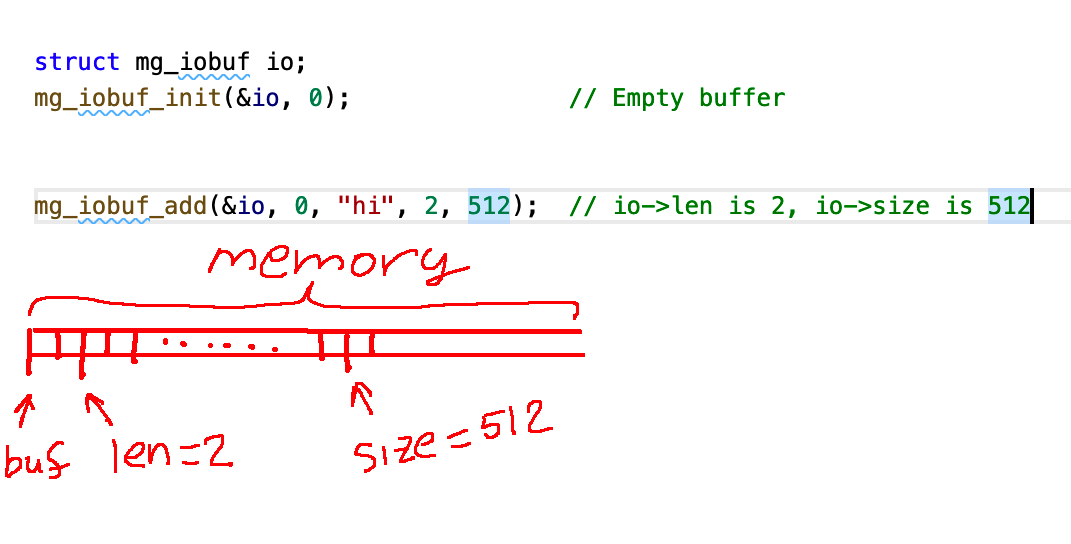 struct mg_iobuf io;
mg_iobuf_init(&io, 0);               // Empty buffer
mg_iobuf_add(&io, 0, "hi", 2, 512);  // io->len is 2, io->size is 512
memory
buf len=2 size=512